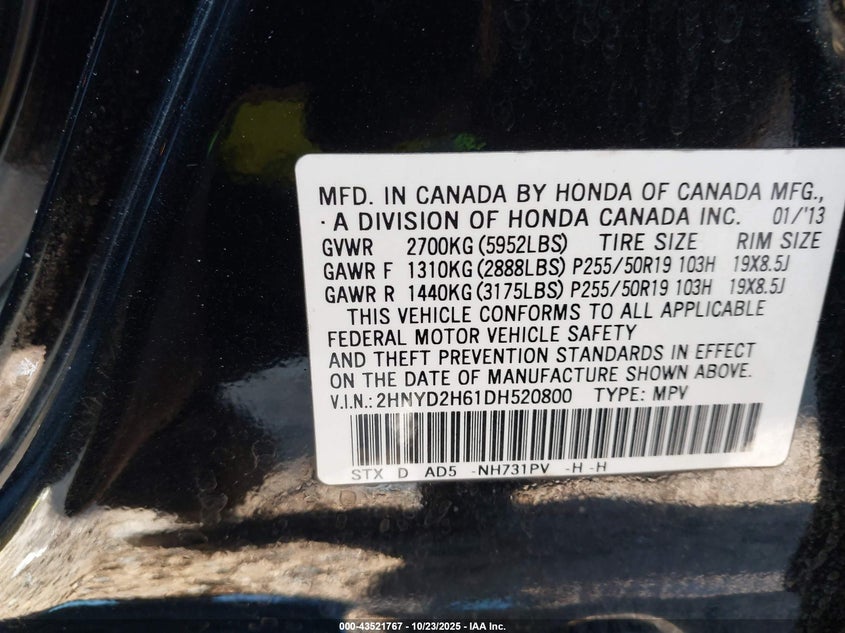 MFD. IN CANADA BY HONDA OF CANADA MFG.,
· A DIVISION OF HONDA CANADA INC. 01/'13
GVWR 2700KG (5952LBS) TIRE SIZE RIM SIZE
GAWR F 1310KG (2888LBS) P255/50R19 103H 19X8.5J
GAWR R 1440KG (3175LBS) P255/50R19 103H 19X8.5J
THIS VEHICLE CONFORMS TO ALL APPLICABLE
FEDERAL MOTOR VEHICLE SAFETY
AND THEFT PREVENTION STANDARDS IN EFFECT
ON THE DATE OF MANUFACTURE SHOWN ABOVE.
V.I.N.: 2HNYD2H61DH520800 TYPE: MPV
STX D AD5 -NH731PV -H -H
000-43521767 - 10/23/2025 - IAA Inc.